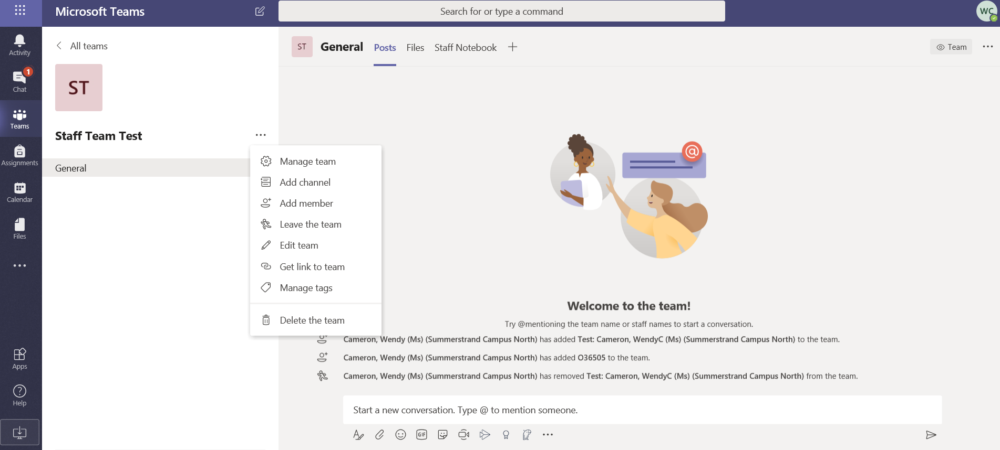 Microsoft Teams
Search for or type a command
WC
Activity
1
Chat
Teams
Assignments
Calendar
Files
Apps
Help
All teams
ST
Staff Team Test
General
Manage team
Add channel
Add member
Leave the team
Edit team
Get link to team
Manage tags
Delete the team
ST General Posts Files Staff Notebook
Team
@
Welcome to the team!
Try @mentioning the team name or staff names to start a conversation.
Cameron, Wendy (Ms) (Summerstrand Campus North) has added Test: Cameron, WendyC (Ms) (Summerstrand Campus North) to the team.
Cameron, Wendy (Ms) (Summerstrand Campus North) has added O36505 to the team.
Cameron, Wendy (Ms) (Summerstrand Campus North) has removed Test: Cameron, WendyC (Ms) (Summerstrand Campus North) from the team.
Start a new conversation. Type @ to mention someone.
GIF